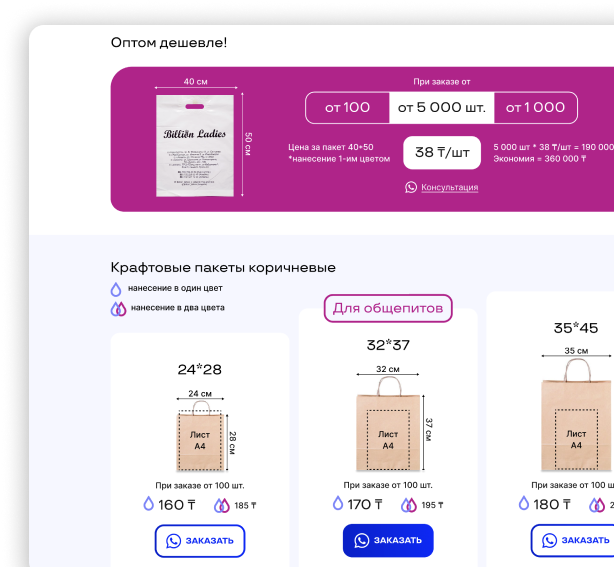 Оптом дешевле!
40 см
При заказе от
от 100
от 5 000 шт.
от 1 000
Billion Ladies
50 см
Цена за пакет 40*50
*нанесение 1-им цветом
38 ₸/шт
5 000 шт * 38 ₸/шт = 190 000
Экономия = 360 000 ₸
Консультация
Крафтовые пакеты коричневые
нанесение в один цвет
нанесение в два цвета
24*28
24 см
Лист
А4
28 см
При заказе от 100 шт.
160 ₸
185 ₸
ЗАКАЗАТЬ
Для общепитов
32*37
32 см
Лист
А4
37 см
При заказе от 100 шт.
170 ₸
195 ₸
ЗАКАЗАТЬ
35*45
35 см
Лист
А4
При заказе от 100 ш
180 ₸
2
ЗАКАЗАТЬ